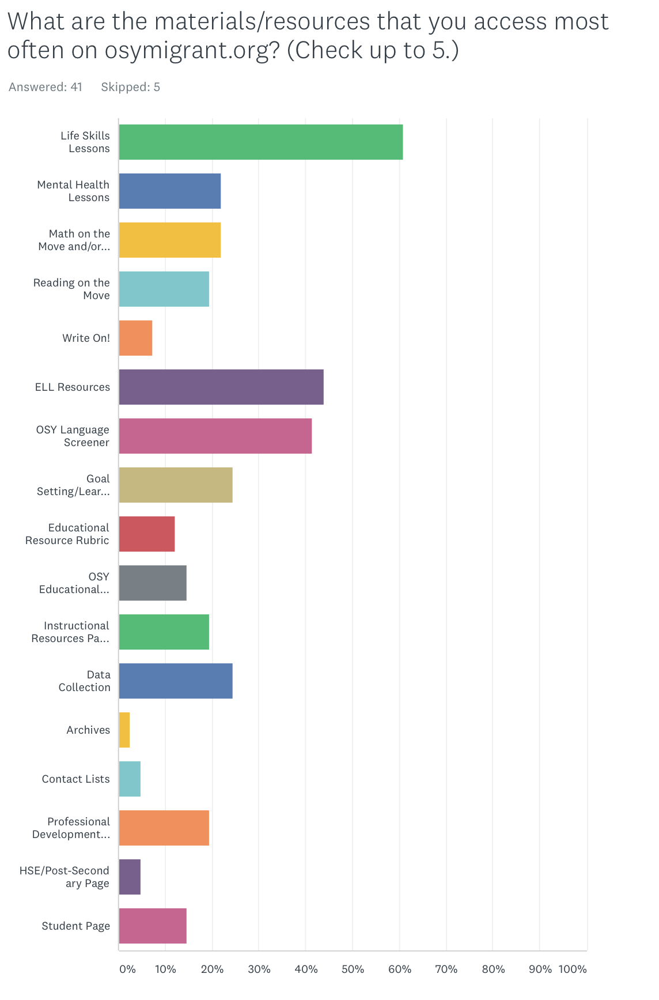 What are the materials/resources that you access most
often on osymigrant.org? (Check up to 5.)
Answered: 41 Skipped: 5
Life Skills
Lessons
Mental Health
Lessons
Math on the
Move and/or...
Reading on the
Move
Write On!
ELL Resources
OSY Language
Screener
Goal
Setting/Lear...
Educational
Resource Rubric
OSY
Educational...
Instructional
Resources Pa...
Data
Collection
Archives
Contact Lists
Professional
Development...
HSE/Post-Second
ary Page
Student Page
0% 10% 20% 30% 40% 50% 60% 70% 80% 90% 100%